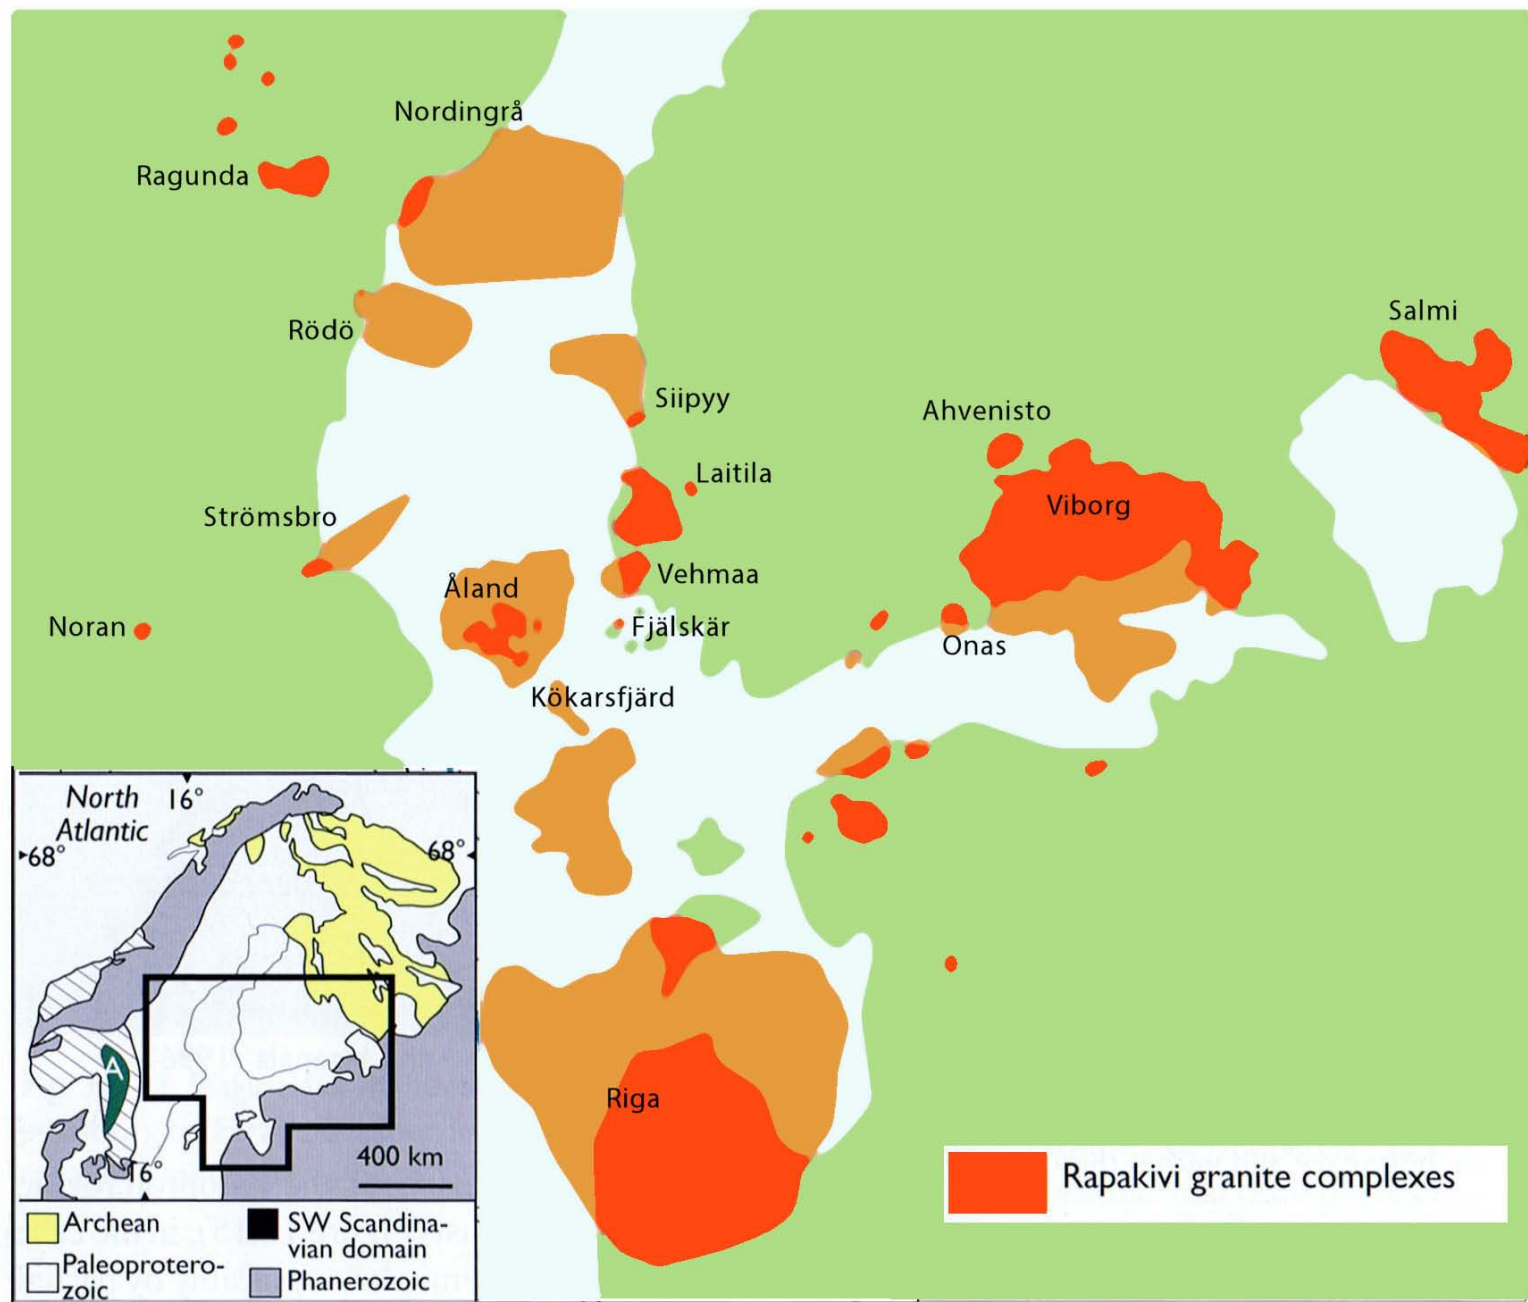 Nordingrå
Ragunda
Rödö
Salmi
Siipyy
Ahvenisto
Laitila
Viborg
Strömsbro
Vehmaa
Åland
Noran
Fjälskär
Onas
Kökarsfjärd
Riga
Rapakivi granite complexes
North
Atlantic
16°
68°
68°
A
16°
400 km
Archean
Paleoprotero-
zoic
SW Scandina-
vian domain
Phanerozoic